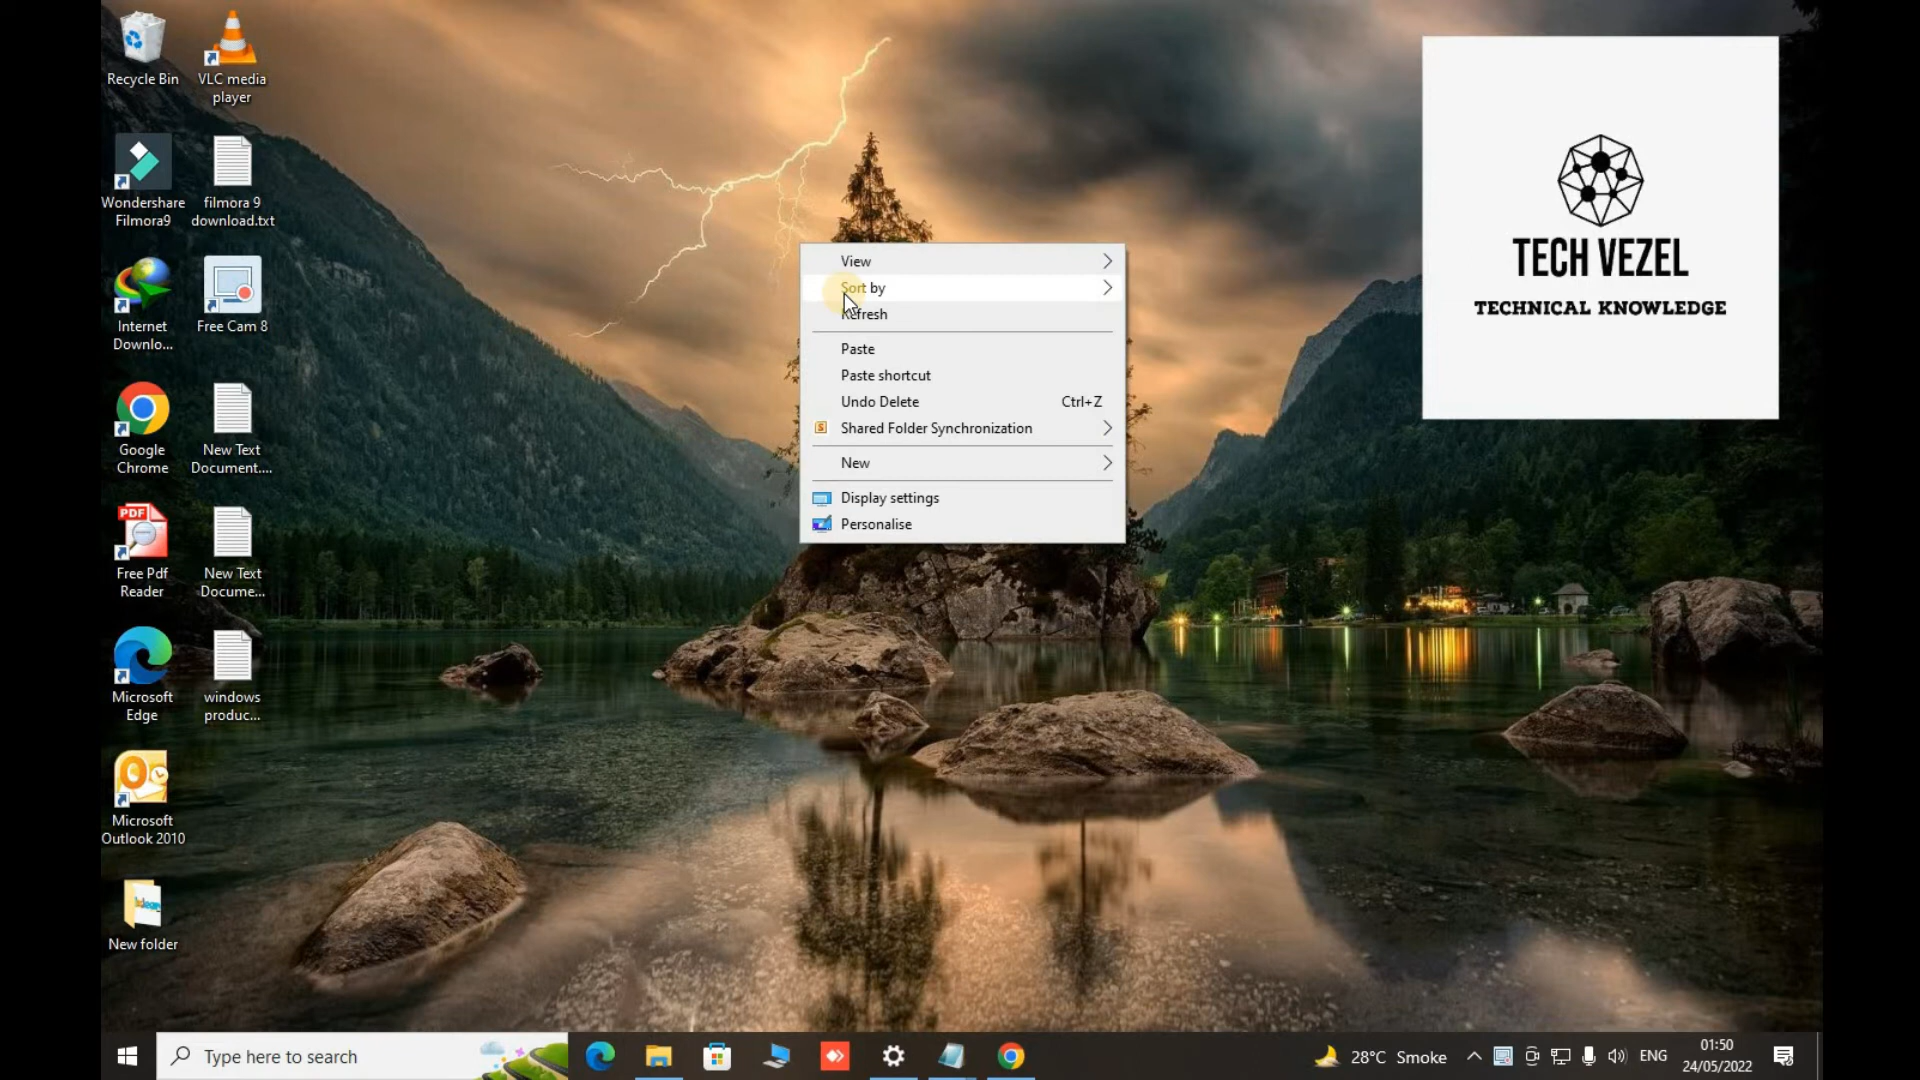 Recycle Bin
VLC media
player
Wondershare
Filmora9
filmora 9
download.txt
Internet
Downlo...
Free Cam 8
Google
Chrome
New Text
Document....
PDF
Free Pdf
Reader
New Text
Docume...
Microsoft
Edge
windows
produc...
Microsoft
Outlook 2010
New folder
View
Sort by
Refresh
Paste
Paste shortcut
Undo Delete Ctrl+Z
Shared Folder Synchronization
New
Display settings
Personalise
TECH VEZEL
TECHNICAL KNOWLEDGE
Type here to search
28°C Smoke
ENG
01:50
24/05/2022